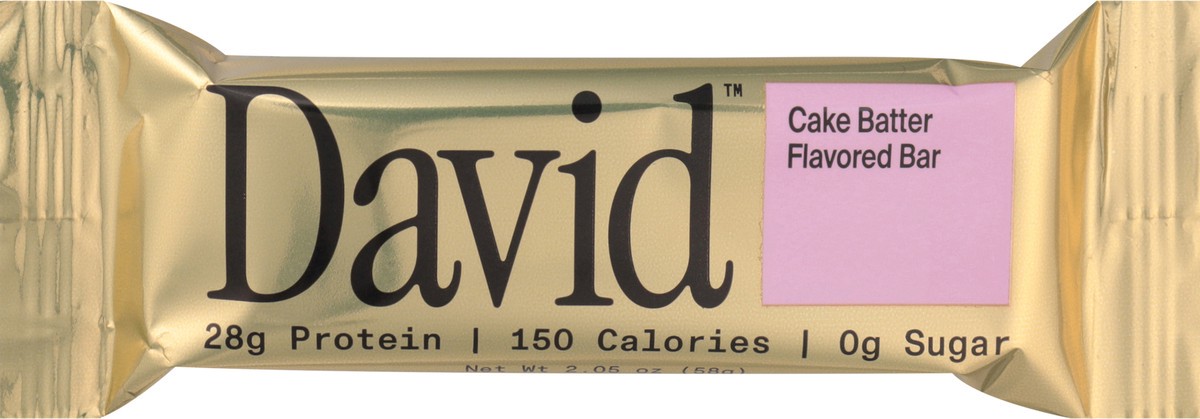 David™
Cake Batter
Flavored Bar
28g Protein | 150 Calories | 0g Sugar
Net Wt 2.05 oz (58g)